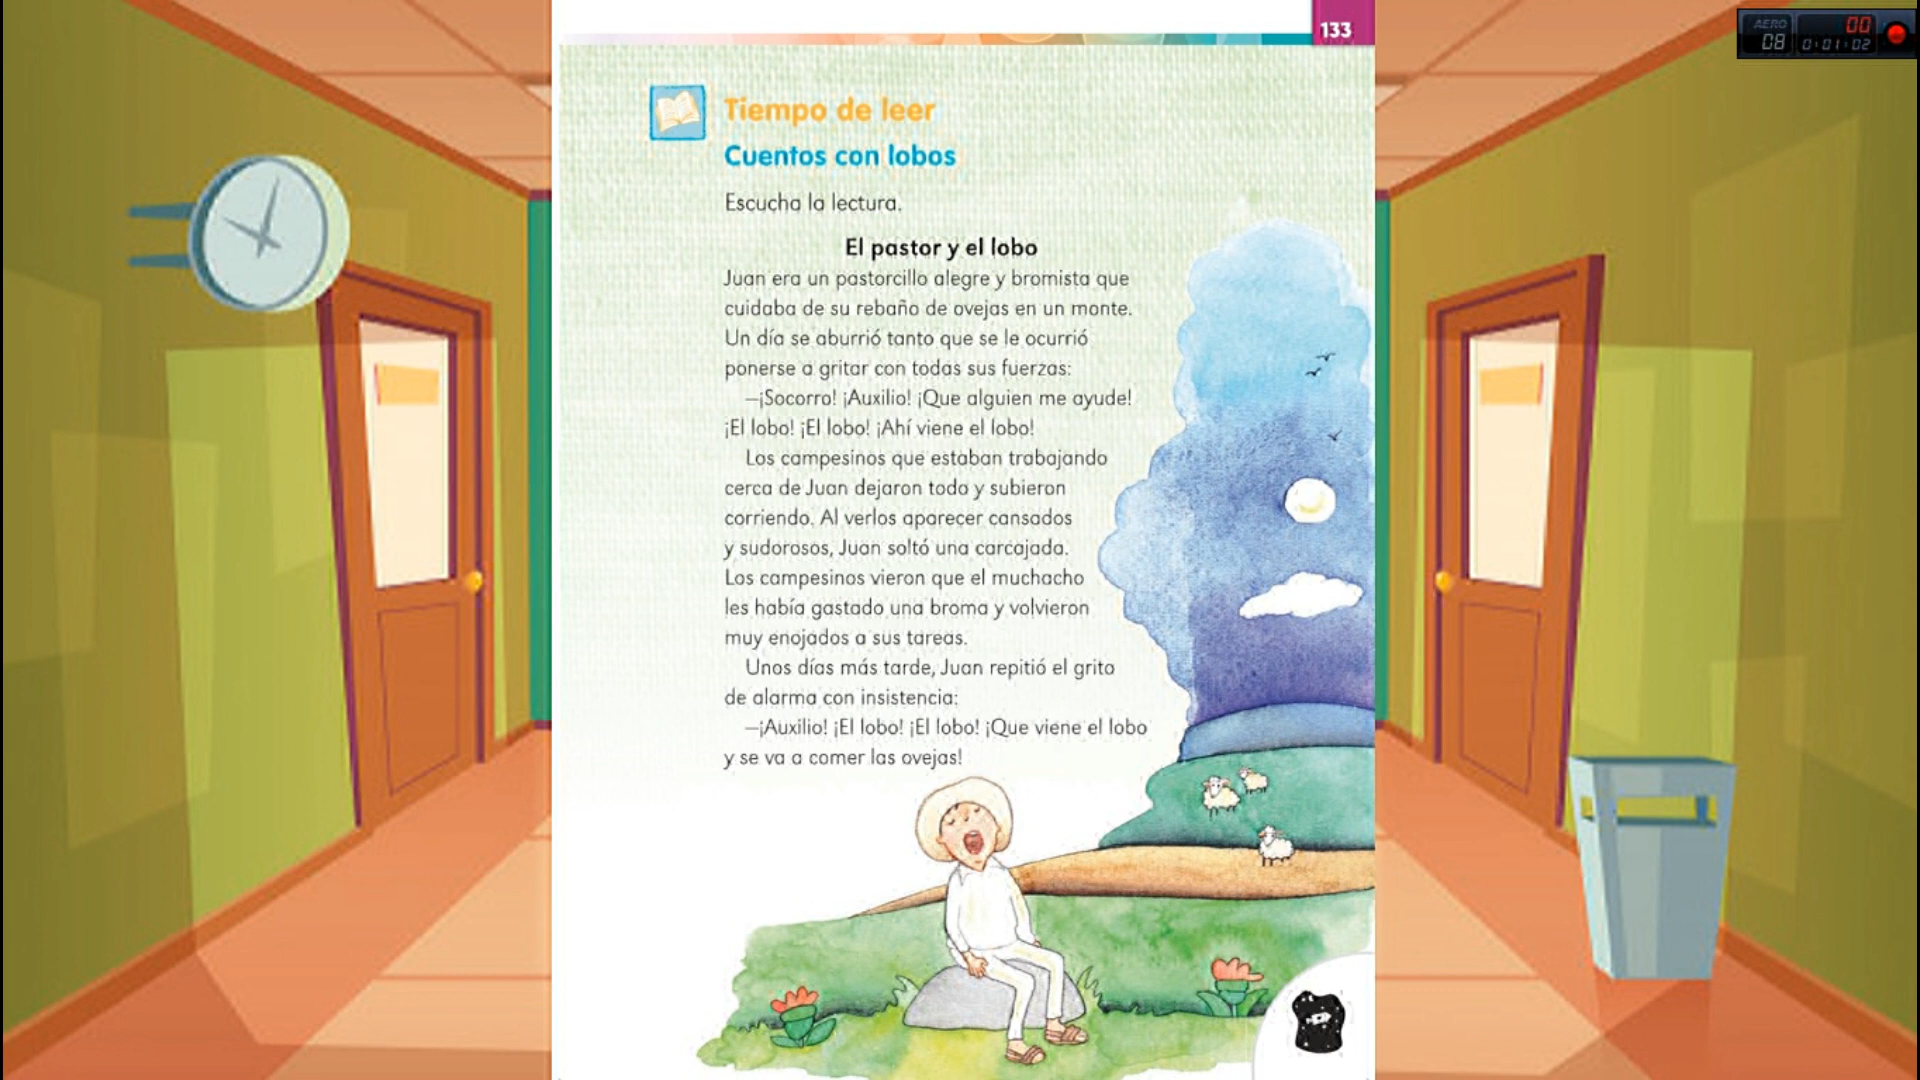 133
AERO
00
08
0:01:02
Tiempo de leer
Cuentos con lobos
Escucha la lectura.
El pastor y el lobo
Juan era un pastorcillo alegre y bromista que
cuidaba de su rebaño de ovejas en un monte.
Un día se aburrió tanto que se le ocurrió
ponerse a gritar con todas sus fuerzas:
—¡Socorro! ¡Auxilio! ¡Que alguien me ayude!
¡El lobo! ¡El lobo! ¡Ahí viene el lobo!
Los campesinos que estaban trabajando
cerca de Juan dejaron todo y subieron
corriendo. Al verlos aparecer cansados
y sudorosos, Juan soltó una carcajada.
Los campesinos vieron que el muchacho
les había gastado una broma y volvieron
muy enojados a sus tareas.
Unos días más tarde, Juan repitió el grito
de alarma con insistencia:
—¡Auxilio! ¡El lobo! ¡El lobo! ¡Que viene el lobo
y se va a comer las ovejas!